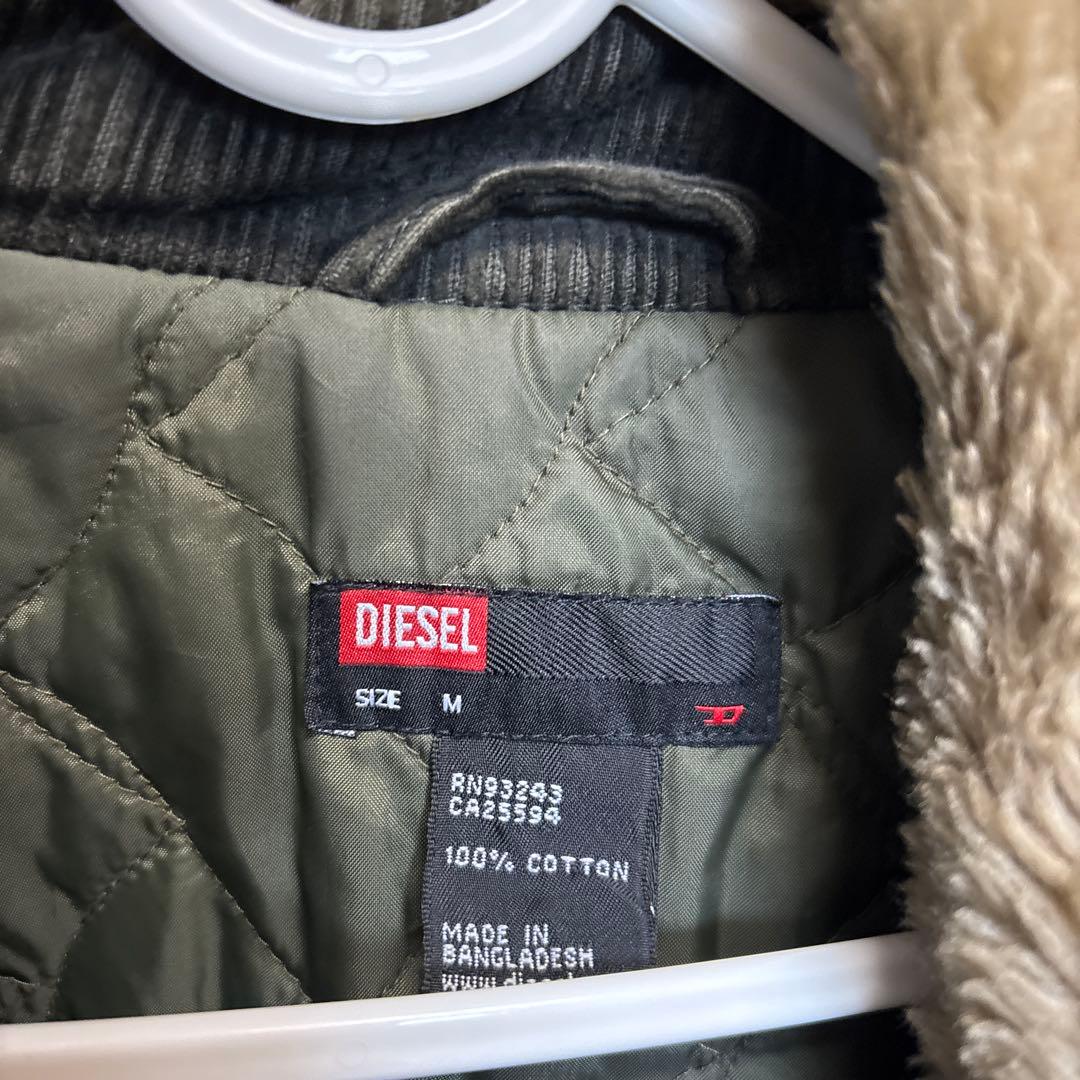 DIESEL
SIZE M
RN93243
CA25594
100% COTTON
MADE IN
BANGLADESH